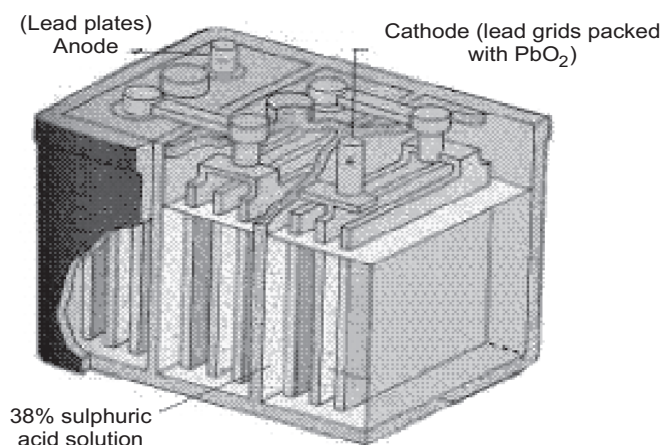 (Lead plates)
Anode
Cathode (lead grids packed
with PbO₂)
38% sulphuric
acid solution